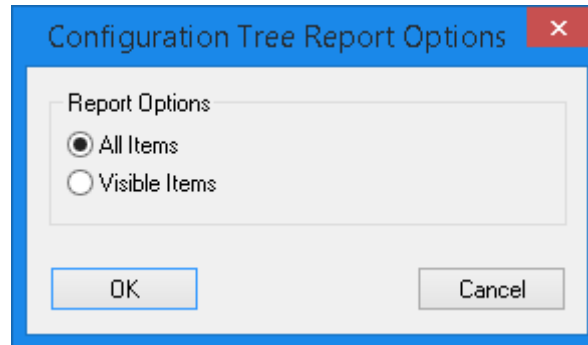 Configuration Tree Report Options
Report Options
All Items
Visible Items
OK
Cancel